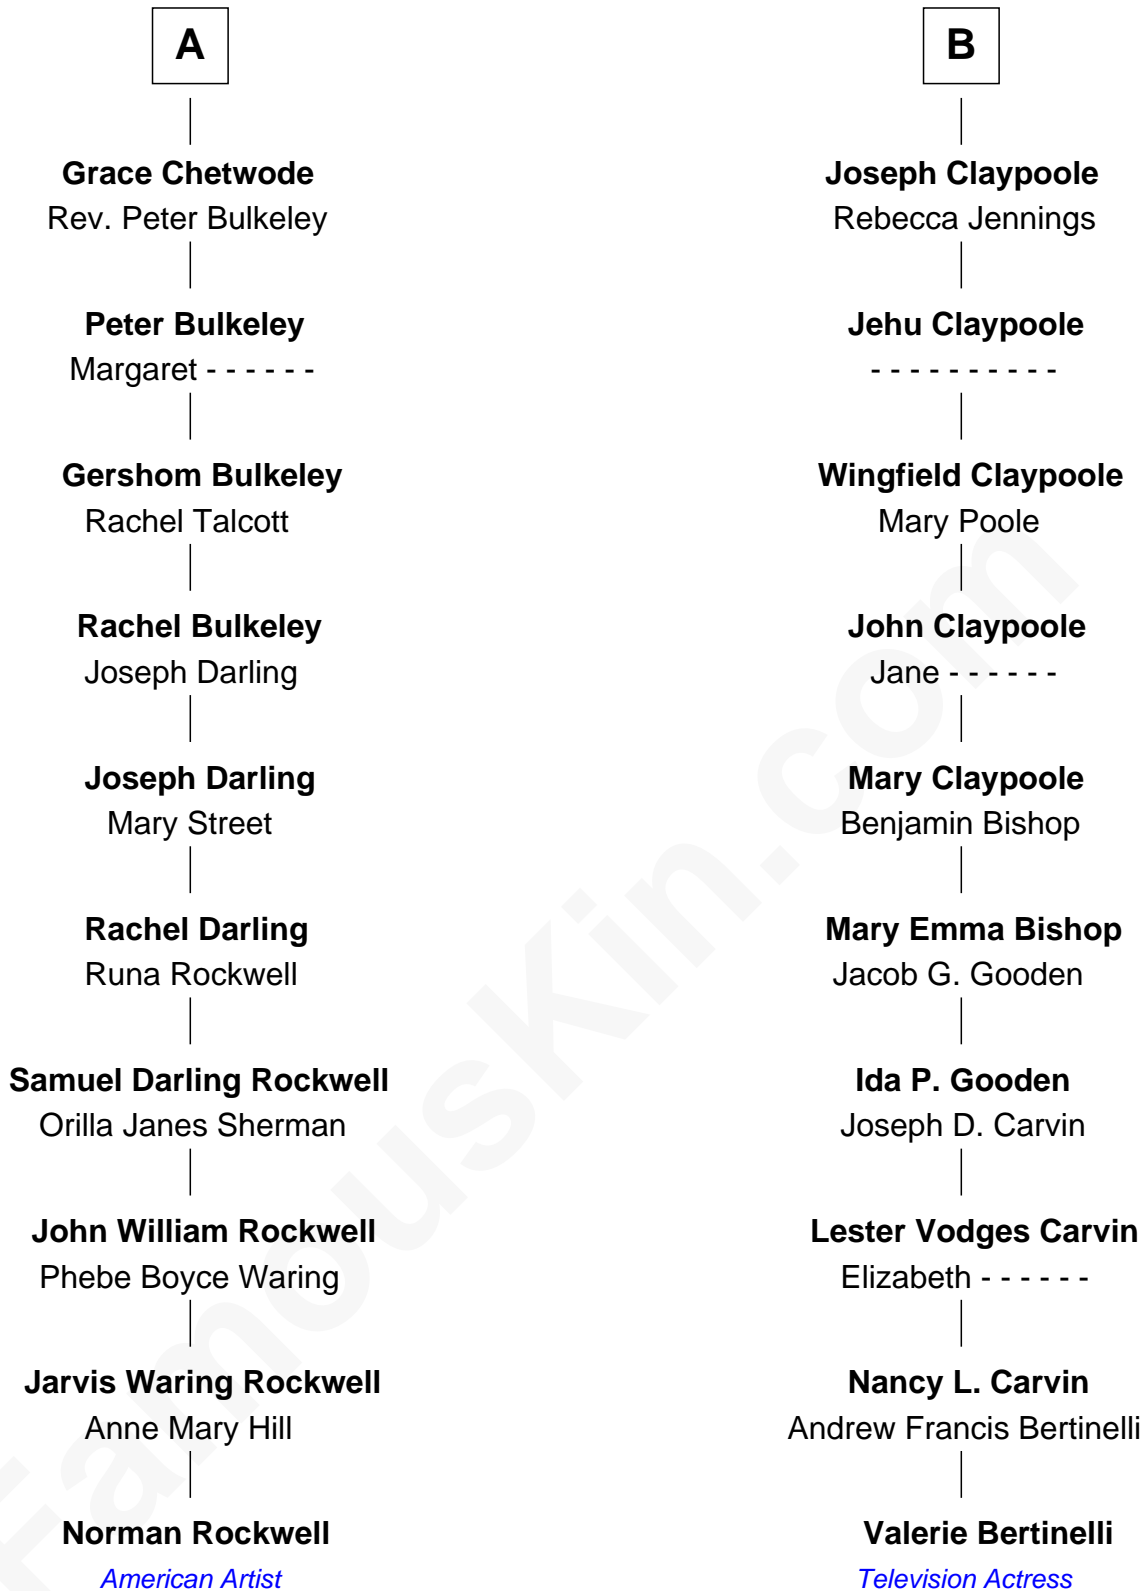 A
Grace Chetwode
Rev. Peter Bulkeley
Peter Bulkeley
Margaret - - - - - -
Gershom Bulkeley
Rachel Talcott
Rachel Bulkeley
Joseph Darling
Joseph Darling
Mary Street
Rachel Darling
Runa Rockwell
Samuel Darling Rockwell
Orilla Janes Sherman
John William Rockwell
Phebe Boyce Waring
Jarvis Waring Rockwell
Anne Mary Hill
Norman Rockwell
American Artist
B
Joseph Claypoole
Rebecca Jennings
Jehu Claypoole
- - - - - - - - - -
Wingfield Claypoole
Mary Poole
John Claypoole
Jane - - - - - -
Mary Claypoole
Benjamin Bishop
Mary Emma Bishop
Jacob G. Gooden
Ida P. Gooden
Joseph D. Carvin
Lester Vodges Carvin
Elizabeth - - - - - -
Nancy L. Carvin
Andrew Francis Bertinelli
Valerie Bertinelli
Television Actress
FamousKin.com